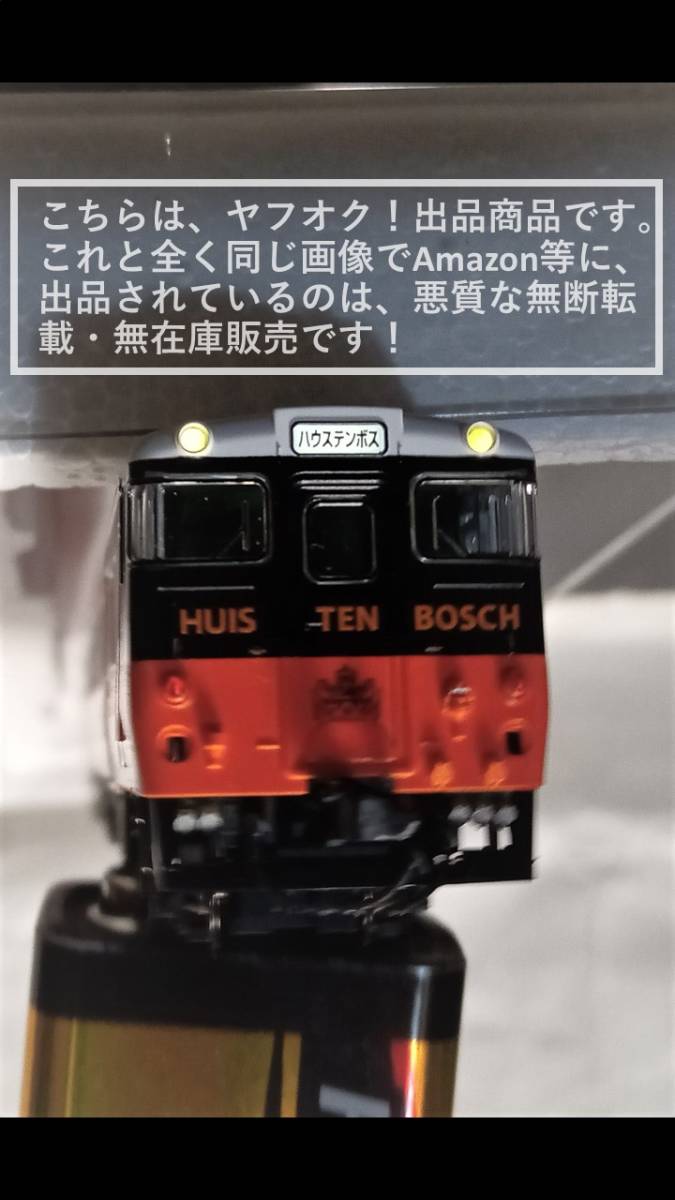 こちらは、ヤフオク！出品商品です。
これと全く同じ画像でAmazon等に、
出品されているのは、悪質な無断転
載・無在庫販売です！
ハウステンボス
HUIS TEN BOSCH